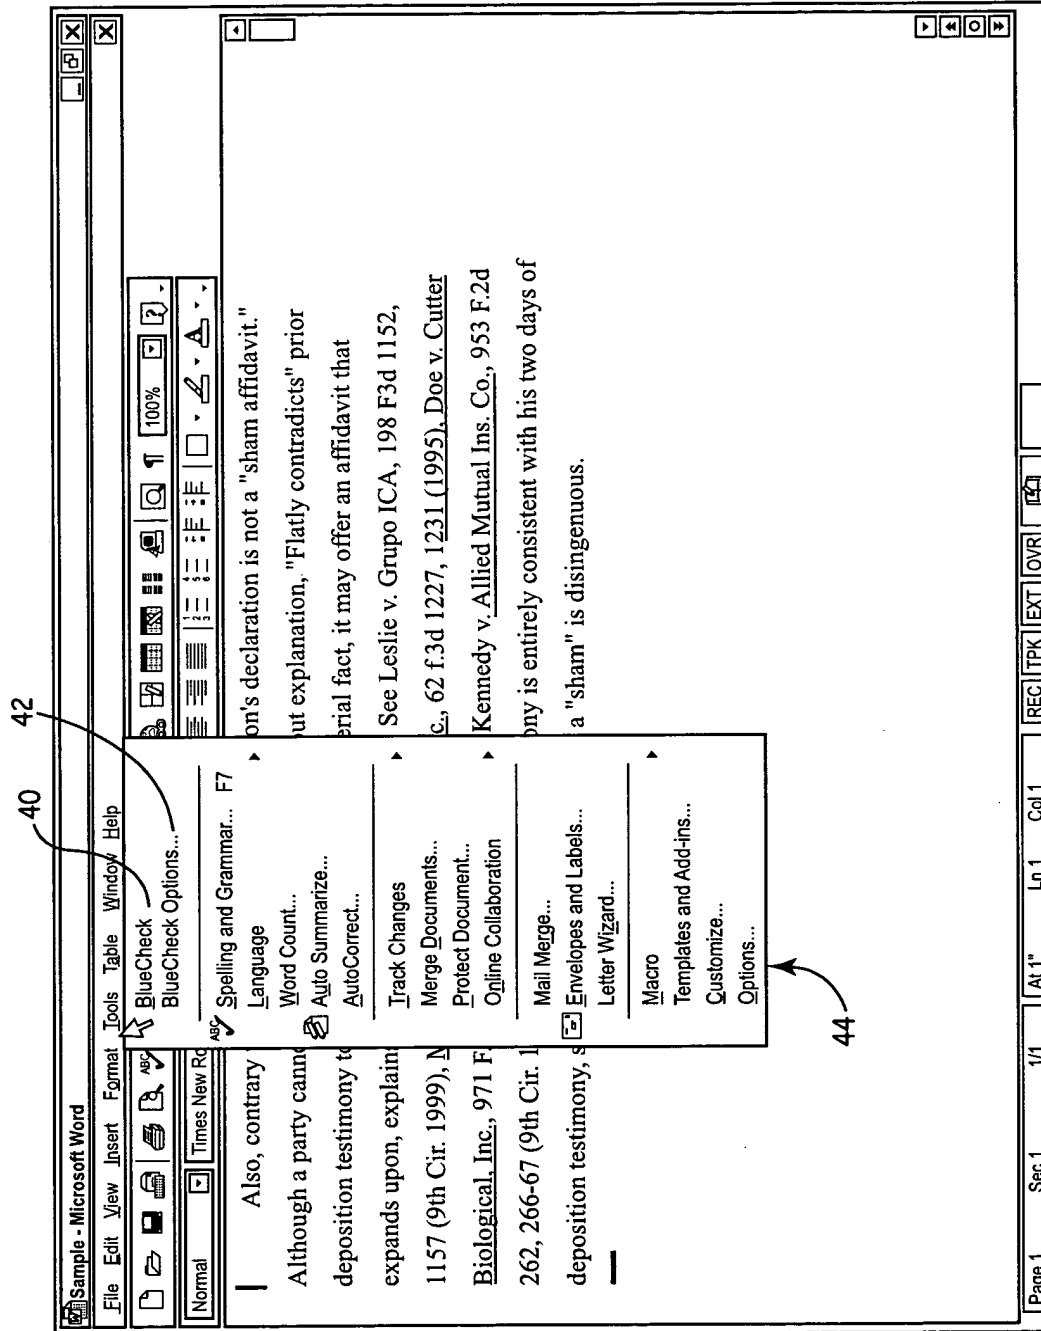 Sample - Microsoft Word
File Edit View Insert Format Tools Table Window Help
100%
Normal Times New Ro
40
42
BlueCheck
BlueCheck Options...
Spelling and Grammar... F7
Language
Word Count...
Auto Summarize...
AutoCorrect...
Track Changes
Merge Documents...
Protect Document...
Online Collaboration
Mail Merge...
Envelopes and Labels...
Letter Wizard...
Macro
Templates and Add-ins...
Customize...
Options...
44
Also, contrary on's declaration is not a "sham affidavit."
Although a party canno out explanation, "Flatly contradicts" prior
deposition testimony to erial fact, it may offer an affidavit that
expands upon, explain See Leslie v. Grupo ICA, 198 F3d 1152,
1157 (9th Cir. 1999), c., 62 f.3d 1227, 1231 (1995), Doe v. Cutter
Biological, Inc., 971 F. Kennedy v. Allied Mutual Ins. Co., 953 F.2d
262, 266-67 (9th Cir. 1 ony is entirely consistent with his two days of
deposition testimony, s a "sham" is disingenuous.
Page 1 Sec 1 1/1 At 1" Ln 1 Col 1 REC TPK EXT OVR